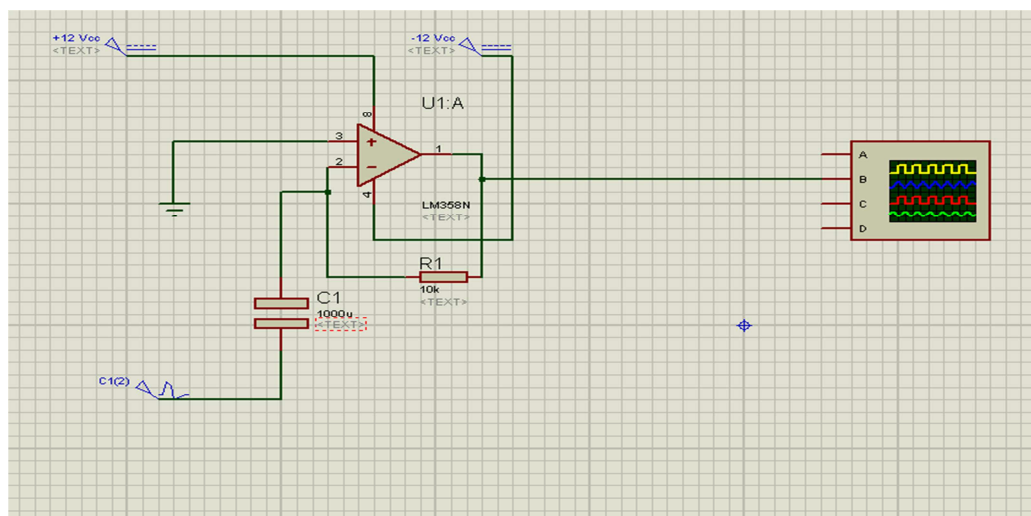 +12 Vcc
<TEXT>
-12 Vcc
<TEXT>
U1:A
8
3
2
1
4
LM358N
<TEXT>
A
B
C
D
R1
10k
<TEXT>
C1
1000u
<TEXT>
C1(2)